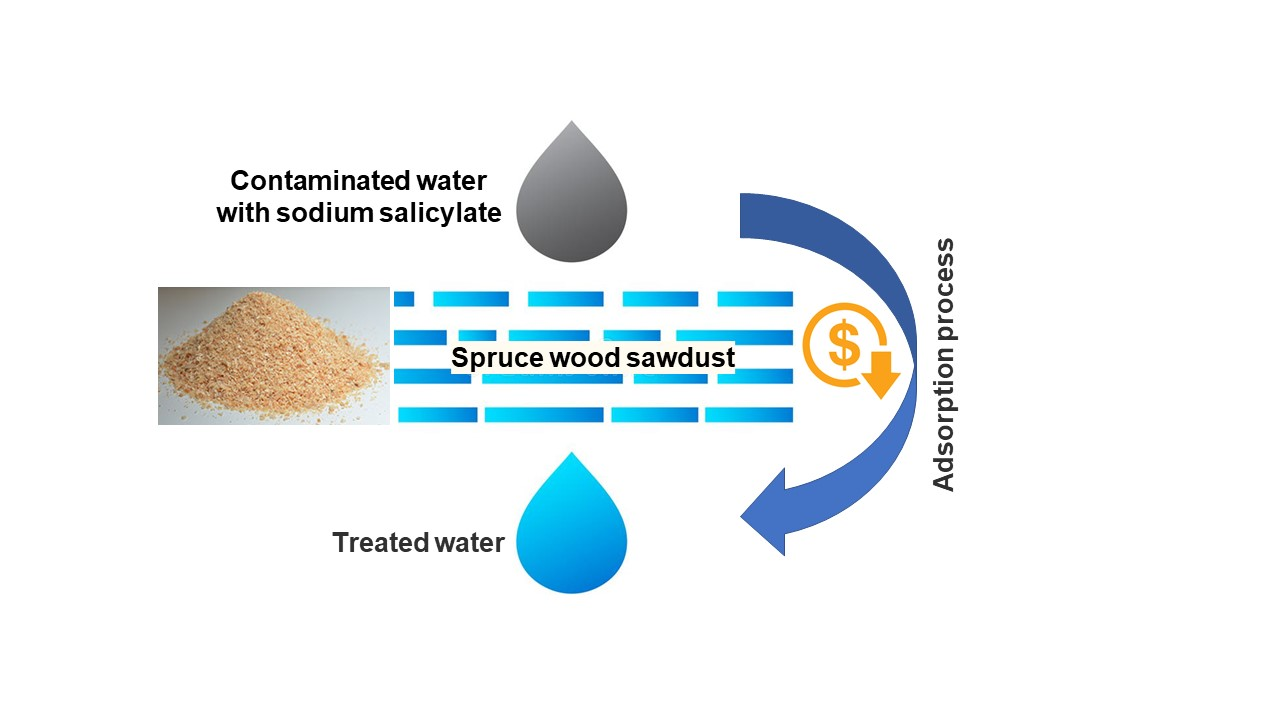 Contaminated water
with sodium salicylate
Spruce wood sawdust
$
Adsorption process
Treated water